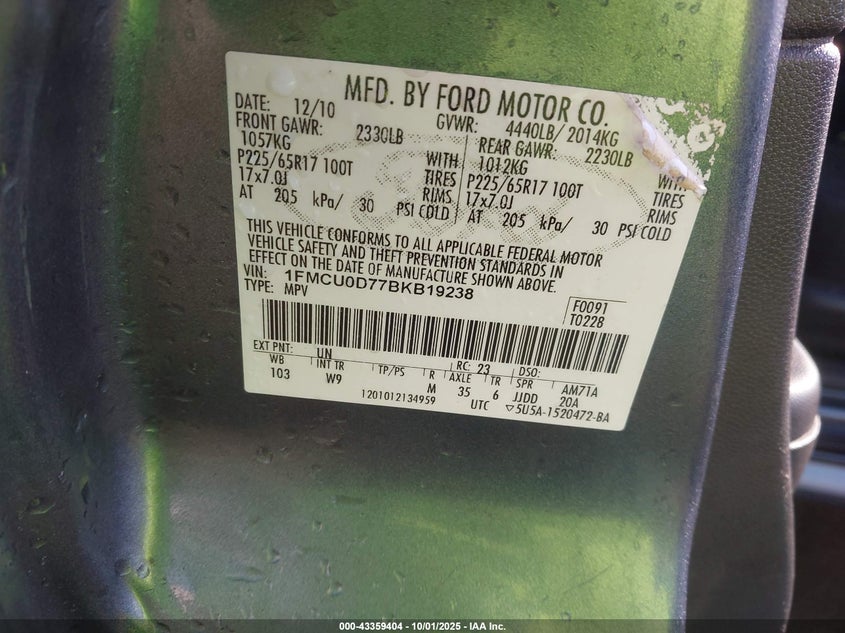 MFD. BY FORD MOTOR CO.
DATE: 12/10 GVWR: 4440LB/2014KG
FRONT GAWR: 2330LB REAR GAWR: 2230LB
1057KG WITH 1012KG WITH
P225/65R17 100T TIRES P225/65R17 100T TIRES
17x7.0J RIMS 17x7.0J RIMS
AT 205 kPa/ 30 PSI COLD AT 205 kPa/ 30 PSI COLD
THIS VEHICLE CONFORMS TO ALL APPLICABLE FEDERAL MOTOR
VEHICLE SAFETY AND THEFT PREVENTION STANDARDS IN
EFFECT ON THE DATE OF MANUFACTURE SHOWN ABOVE.
VIN: 1FMCU0D77BKB19238
TYPE: MPV
F0091
T022B
EXT PNT: UN RC: 23 DSO:
WB INT TR TP/PS R AXLE TR SPR AM71A
103 W9 M 35 6 JJDD 20A
1201012134959 UTC ▽5U5A-1520472-BA
000-43359404 - 10/01/2025 - IAA Inc.